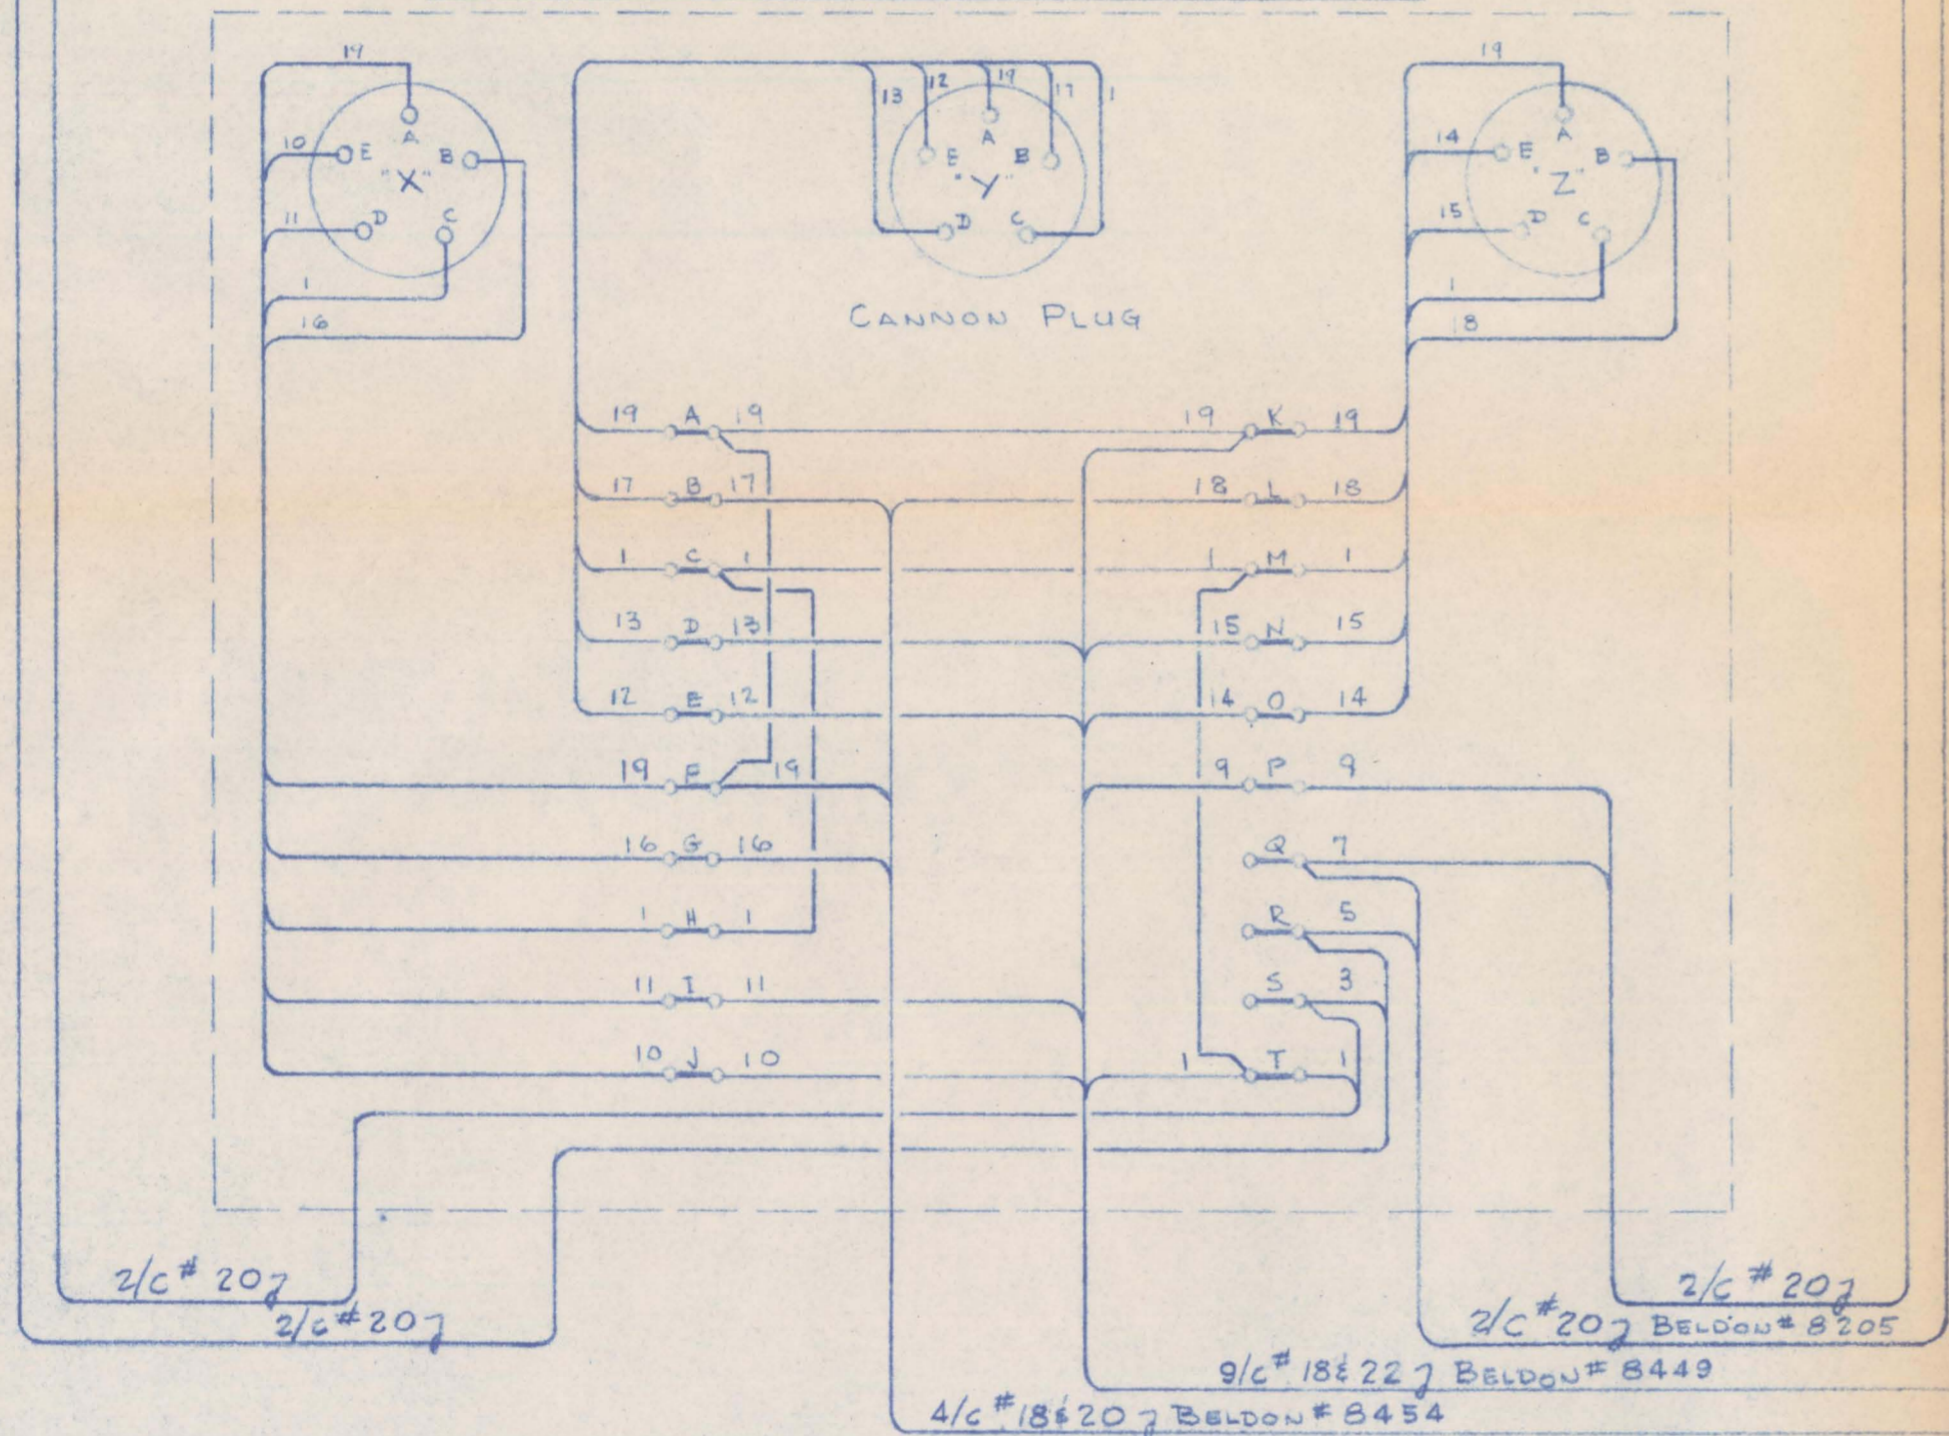 19 13 12 19 17 1 19
A A A
10 E B E B 14 E B
"X" "Y" "Z"
11 D C D C 15 D C
1 1
16 18
CANNON PLUG
19 A 19 19 K 19
17 B 17 18 L 18
1 C 1 1 M 1
13 D 13 15 N 15
12 E 12 14 O 14
19 F 19 9 P 9
16 G 16 Q 7
1 H 1 R 5
11 I 11 S 3
10 J 10 1 T 1
2/C # 20
2/C # 20
2/C # 20
2/C # 20 BELDON # 8205
9/C # 18 & 22 BELDON # 8449
4/C # 18 & 20 BELDON # 8454